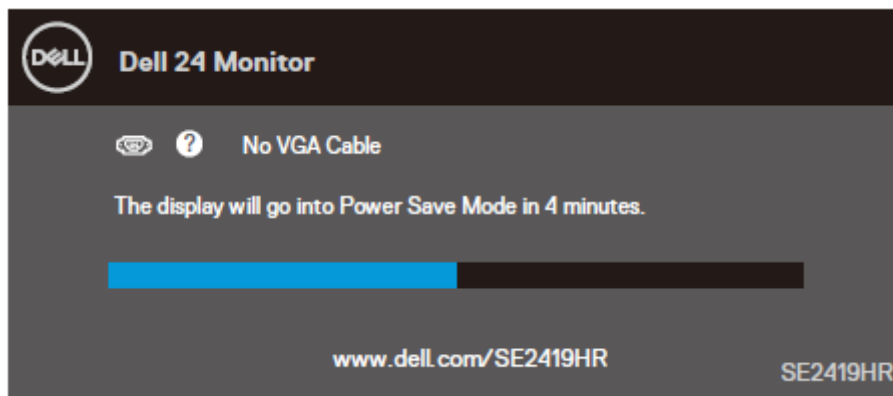 DELL
Dell 24 Monitor
? No VGA Cable
The display will go into Power Save Mode in 4 minutes.
www.dell.com/SE2419HR
SE2419HR